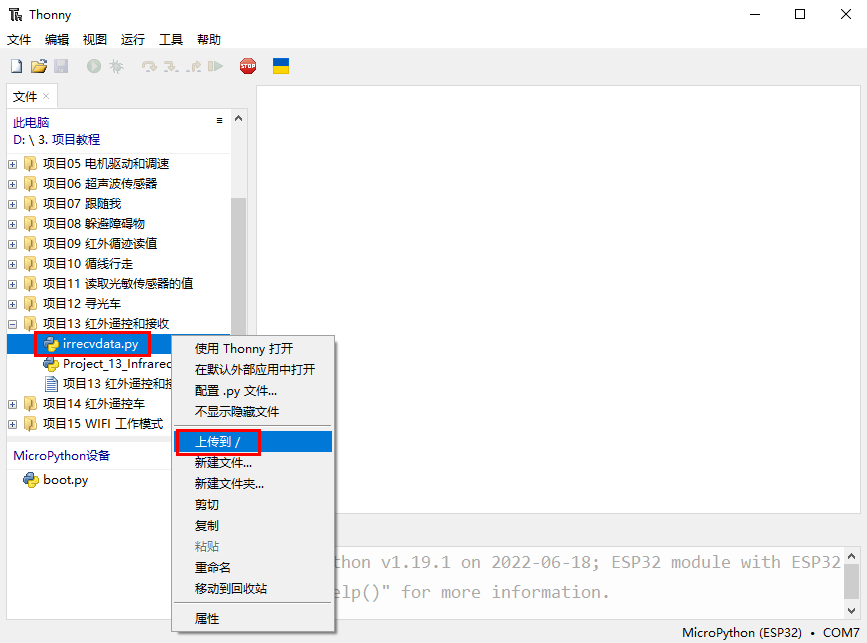 Thonny
文件 编辑 视图 运行 工具 帮助
STOP
文件
此电脑
D: \ 3. 项目教程
项目05 电机驱动和调速
项目06 超声波传感器
项目07 跟随我
项目08 躲避障碍物
项目09 红外循迹读值
项目10 循线行走
项目11 读取光敏传感器的值
项目12 寻光车
项目13 红外遥控和接收
irrecvdata.py
Project_13_Infrared
项目13 红外遥控和接
项目14 红外遥控车
项目15 WIFI 工作模式
MicroPython设备
boot.py
使用 Thonny 打开
在默认外部应用中打开
配置 .py 文件...
不显示隐藏文件
上传到 /
新建文件...
新建文件夹...
剪切
复制
粘贴
重命名
移动到回收站
属性
thon v1.19.1 on 2022-06-18; ESP32 module with ESP32
elp()" for more information.
MicroPython (ESP32) • COM7